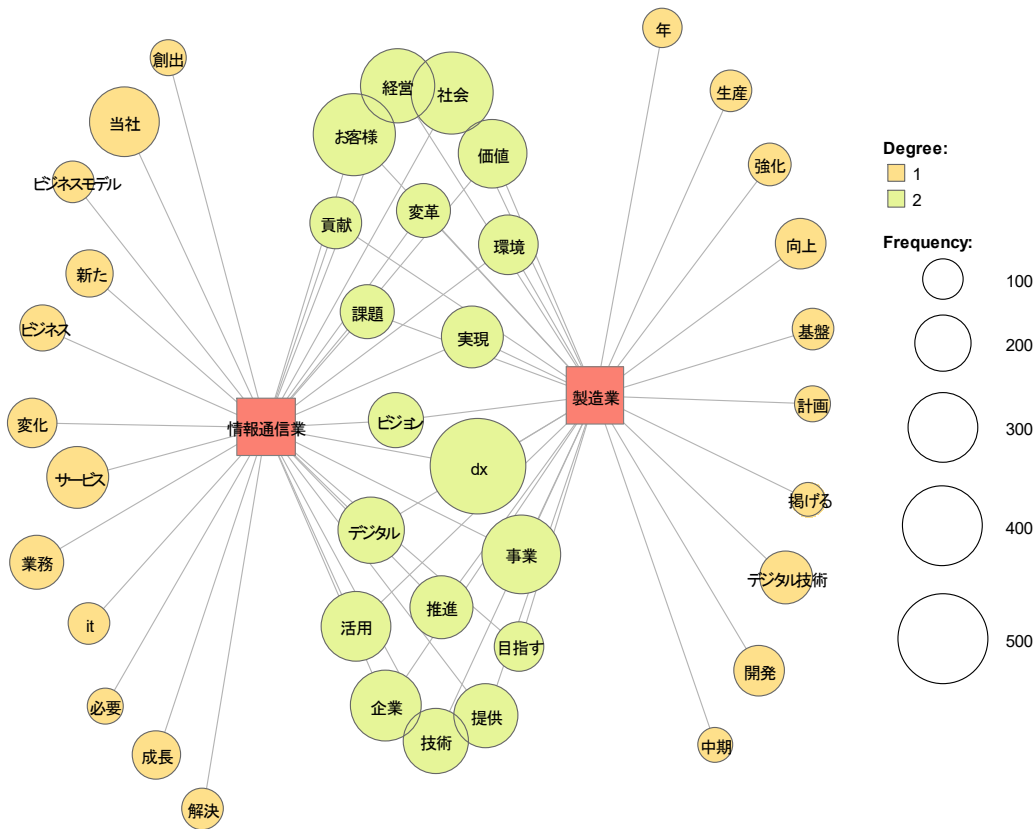 創出
当社
ビジネスモデル
新た
ビジネス
変化
サービス
業務
it
必要
成長
解決
情報通信業
経営
社会
お客様
価値
貢献
変革
環境
課題
実現
ビジョン
dx
デジタル
事業
活用
推進
目指す
企業
技術
提供
製造業
年
生産
強化
向上
基盤
計画
掲げる
デジタル技術
開発
中期
Degree:
1
2
Frequency:
100
200
300
400
500